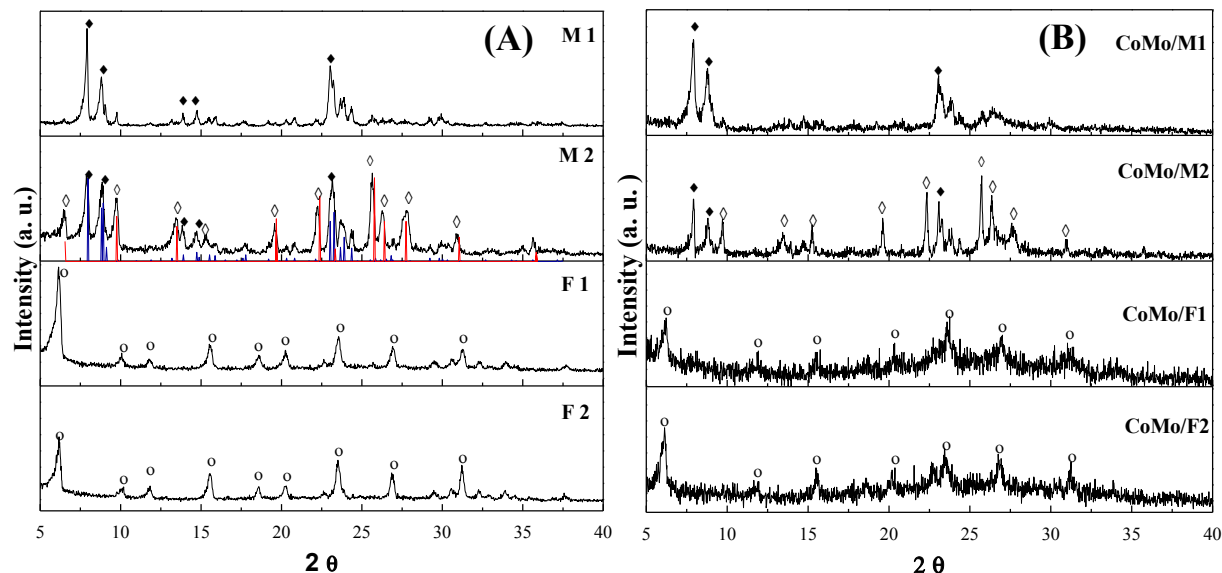 (A)
M 1
M 2
F 1
F 2
Intensity (a. u.)
5 10 15 20 25 30 35 40
2 θ
(B)
CoMo/M1
CoMo/M2
CoMo/F1
CoMo/F2
Intensity (a. u.)
5 10 15 20 25 30 35 40
2 θ